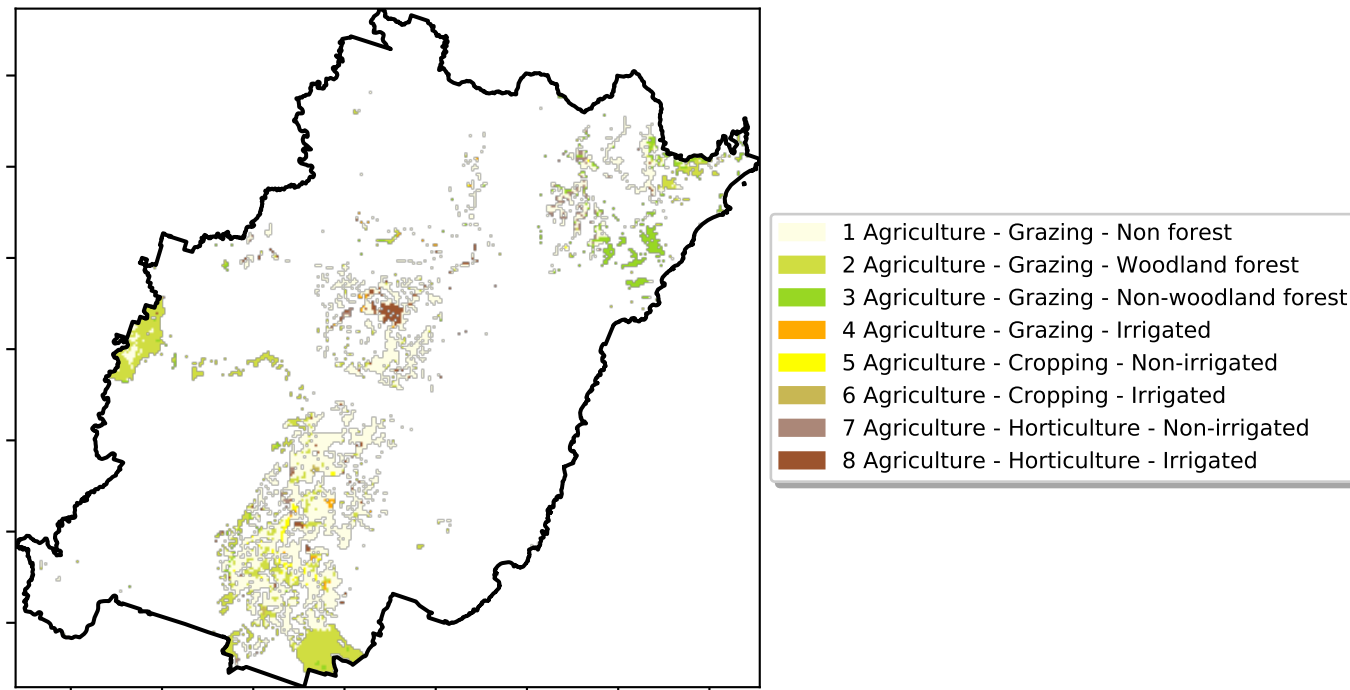 1 Agriculture - Grazing - Non forest
2 Agriculture - Grazing - Woodland forest
3 Agriculture - Grazing - Non-woodland forest
4 Agriculture - Grazing - Irrigated
5 Agriculture - Cropping - Non-irrigated
6 Agriculture - Cropping - Irrigated
7 Agriculture - Horticulture - Non-irrigated
8 Agriculture - Horticulture - Irrigated